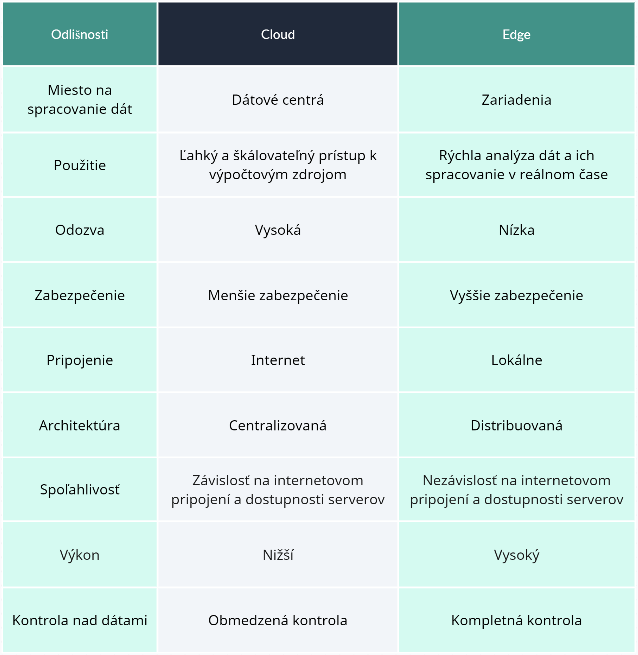 Odlišnosti
Cloud
Edge
Miesto na
spracovanie dát
Dátové centrá
Zariadenia
Použitie
Ľahký a škálovateľný prístup k
výpočtovým zdrojom
Rýchla analýza dát a ich
spracovanie v reálnom čase
Odozva
Vysoká
Nízka
Zabezpečenie
Menšie zabezpečenie
Vyššie zabezpečenie
Pripojenie
Internet
Lokálne
Architektúra
Centralizovaná
Distribuovaná
Spoľahlivosť
Závislosť na internetovom
pripojení a dostupnosti serverov
Nezávislosť na internetovom
pripojení a dostupnosti serverov
Výkon
Nižší
Vysoký
Kontrola nad dátami
Obmedzená kontrola
Kompletná kontrola